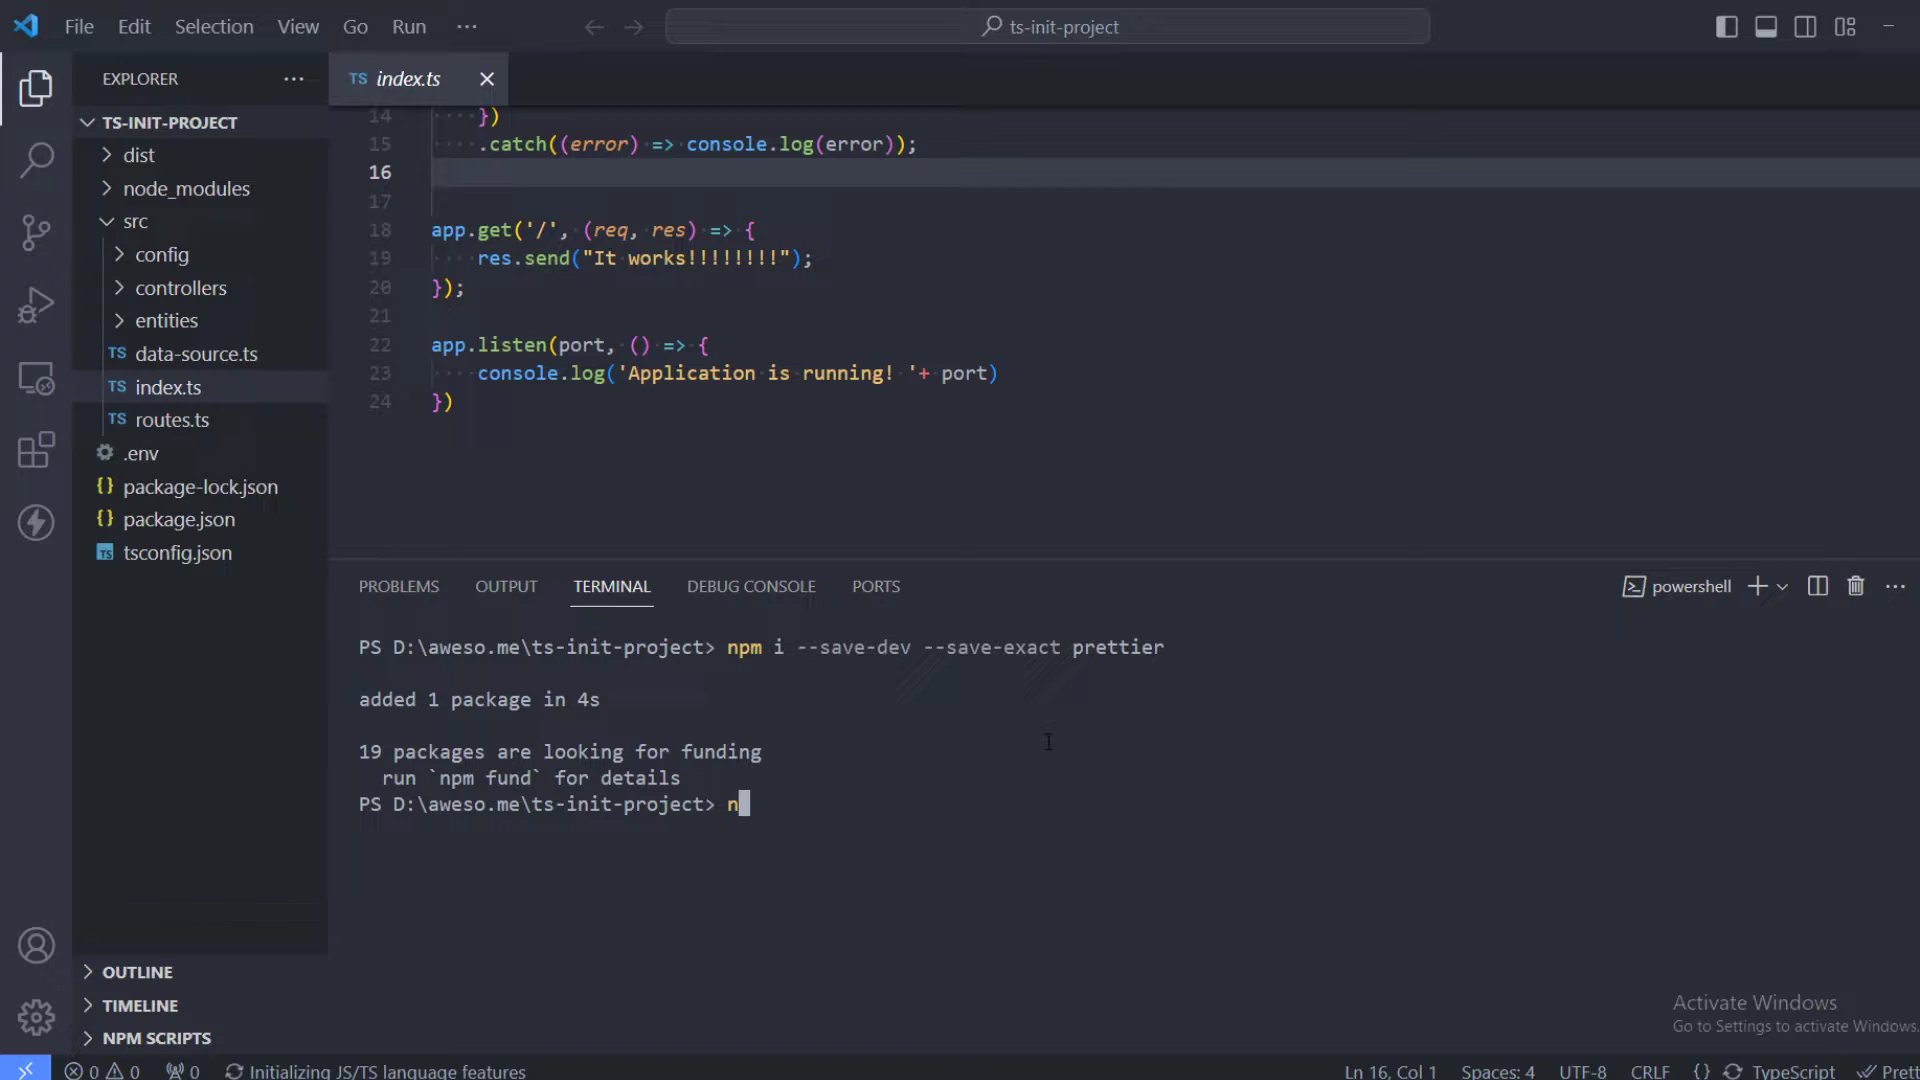 File Edit Selection View Go Run ··· ts-init-project
EXPLORER ···
TS index.ts
TS-INIT-PROJECT
dist
node_modules
src
config
controllers
entities
TS data-source.ts
TS index.ts
TS routes.ts
.env
{} package-lock.json
{} package.json
TS tsconfig.json
OUTLINE
TIMELINE
NPM SCRIPTS
14 })
15 .catch((error) => console.log(error));
16
17
18 app.get('/', (req, res) => {
19 res.send("It works!!!!!!!!");
20 });
21
22 app.listen(port, () => {
23 console.log('Application is running! '+ port)
24 })
PROBLEMS OUTPUT TERMINAL DEBUG CONSOLE PORTS powershell ···
PS D:\aweso.me\ts-init-project> npm i --save-dev --save-exact prettier
added 1 package in 4s
19 packages are looking for funding
run `npm fund` for details
PS D:\aweso.me\ts-init-project> n
Activate Windows
Go to Settings to activate Windows.
0 0 0 Initializing JS/TS language features Ln 16, Col 1 Spaces: 4 UTF-8 CRLF {} TypeScript Prett